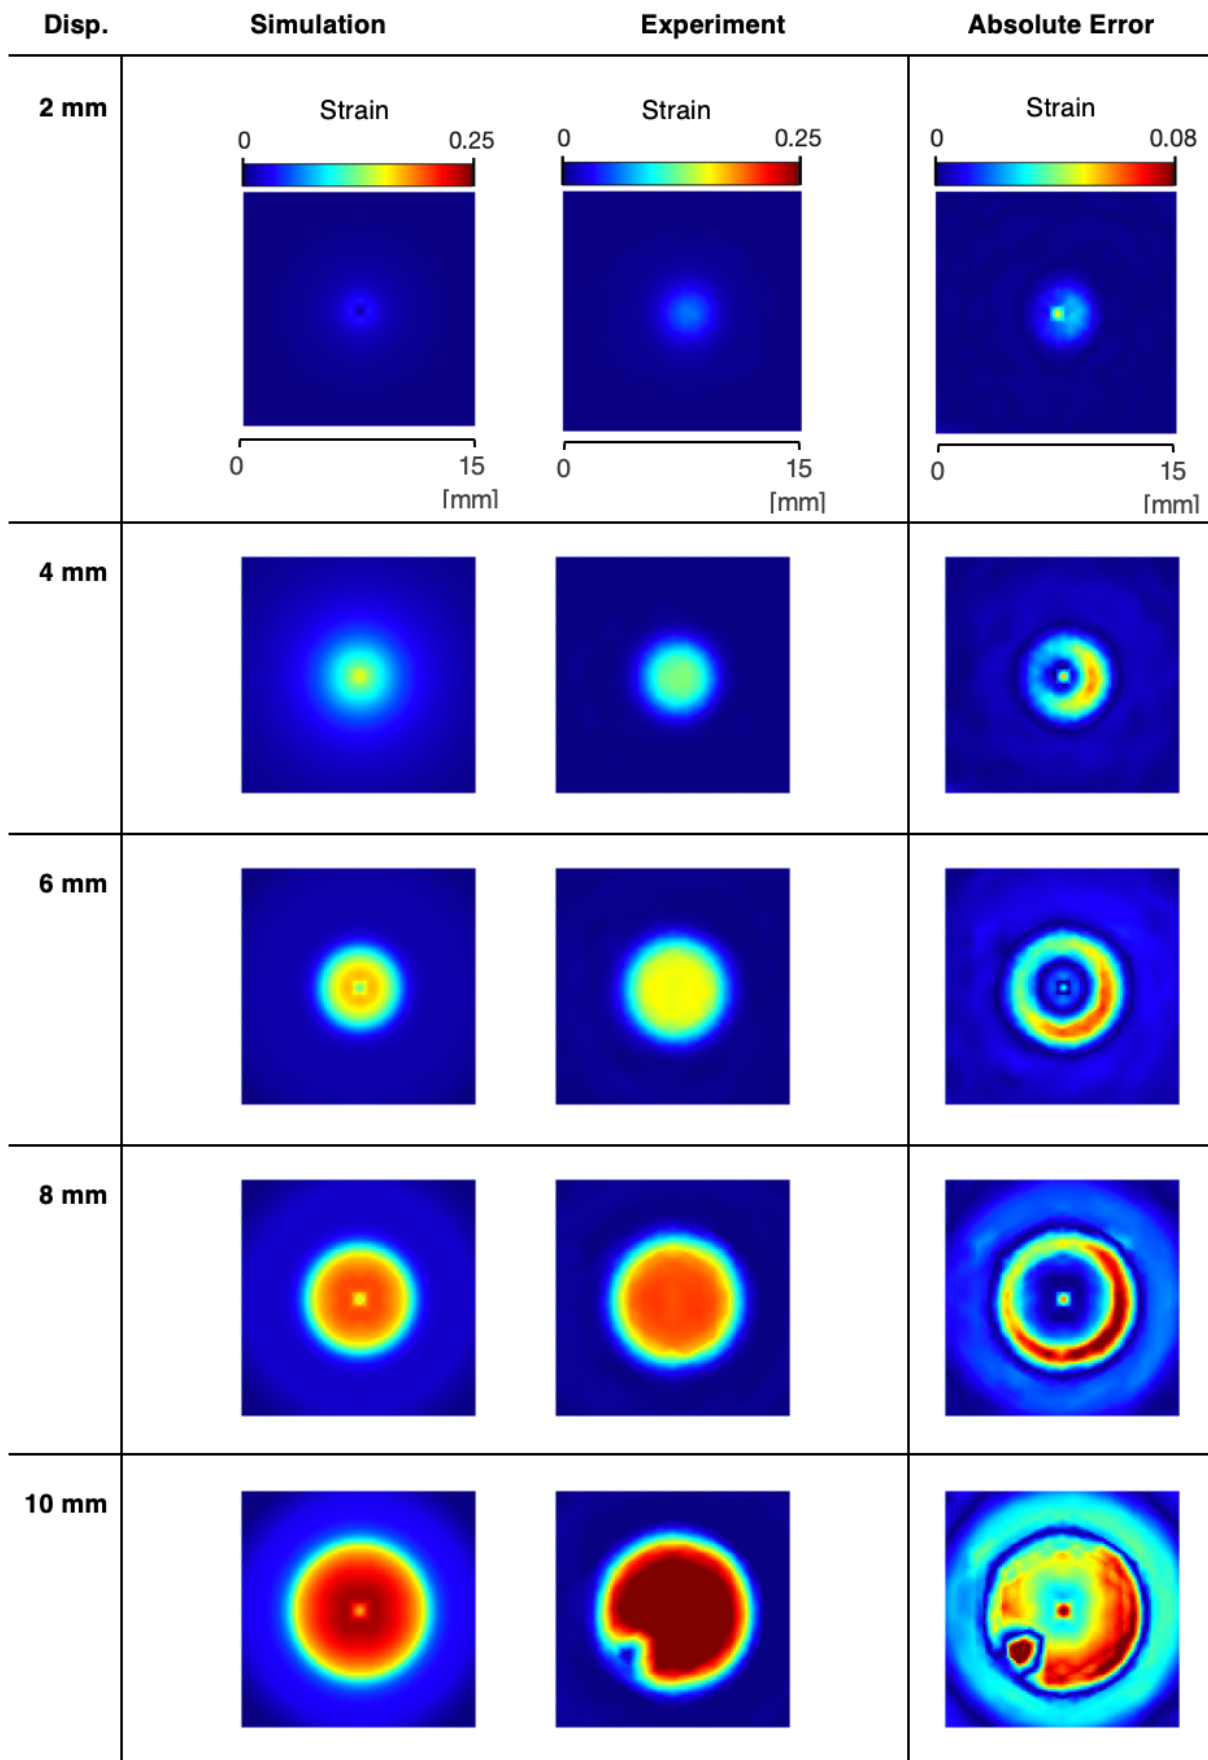 Disp. Simulation Experiment Absolute Error
2 mm
Strain Strain Strain
0 0.25 0 0.25 0 0.08
0 15 0 15 0 15
[mm] [mm] [mm]
4 mm
6 mm
8 mm
10 mm